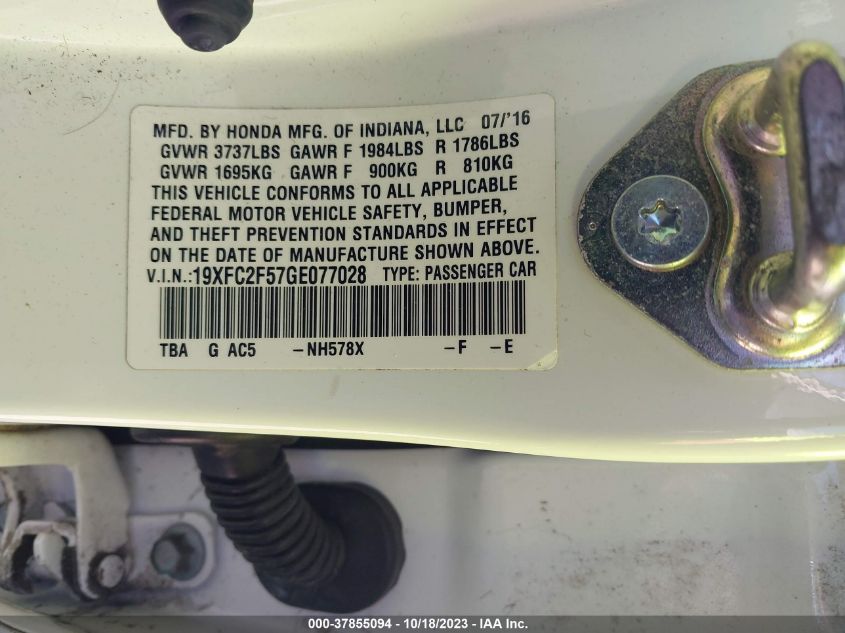 MFD. BY HONDA MFG. OF INDIANA, LLC 07/'16
GVWR 3737LBS GAWR F 1984LBS R 1786LBS
GVWR 1695KG GAWR F 900KG R 810KG
THIS VEHICLE CONFORMS TO ALL APPLICABLE
FEDERAL MOTOR VEHICLE SAFETY, BUMPER,
AND THEFT PREVENTION STANDARDS IN EFFECT
ON THE DATE OF MANUFACTURE SHOWN ABOVE.
V.I.N.:19XFC2F57GE077028 TYPE: PASSENGER CAR
TBA G AC5 -NH578X -F -E
000-37855094 - 10/18/2023 - IAA Inc.